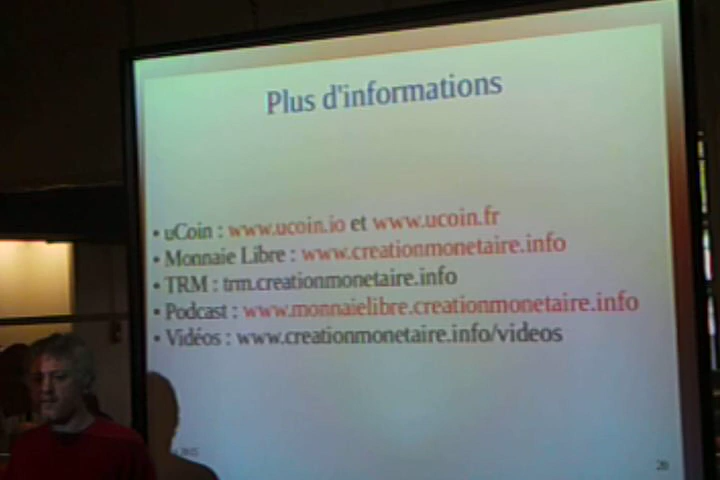 Plus d'informations
• uCoin : www.ucoin.io et www.ucoin.fr
• Monnaie Libre : www.creationmonetaire.info
• TRM : trm.creationmonetaire.info
• Podcast : www.monnaielibre.creationmonetaire.info
• Vidéos : www.creationmonetaire.info/videos
20